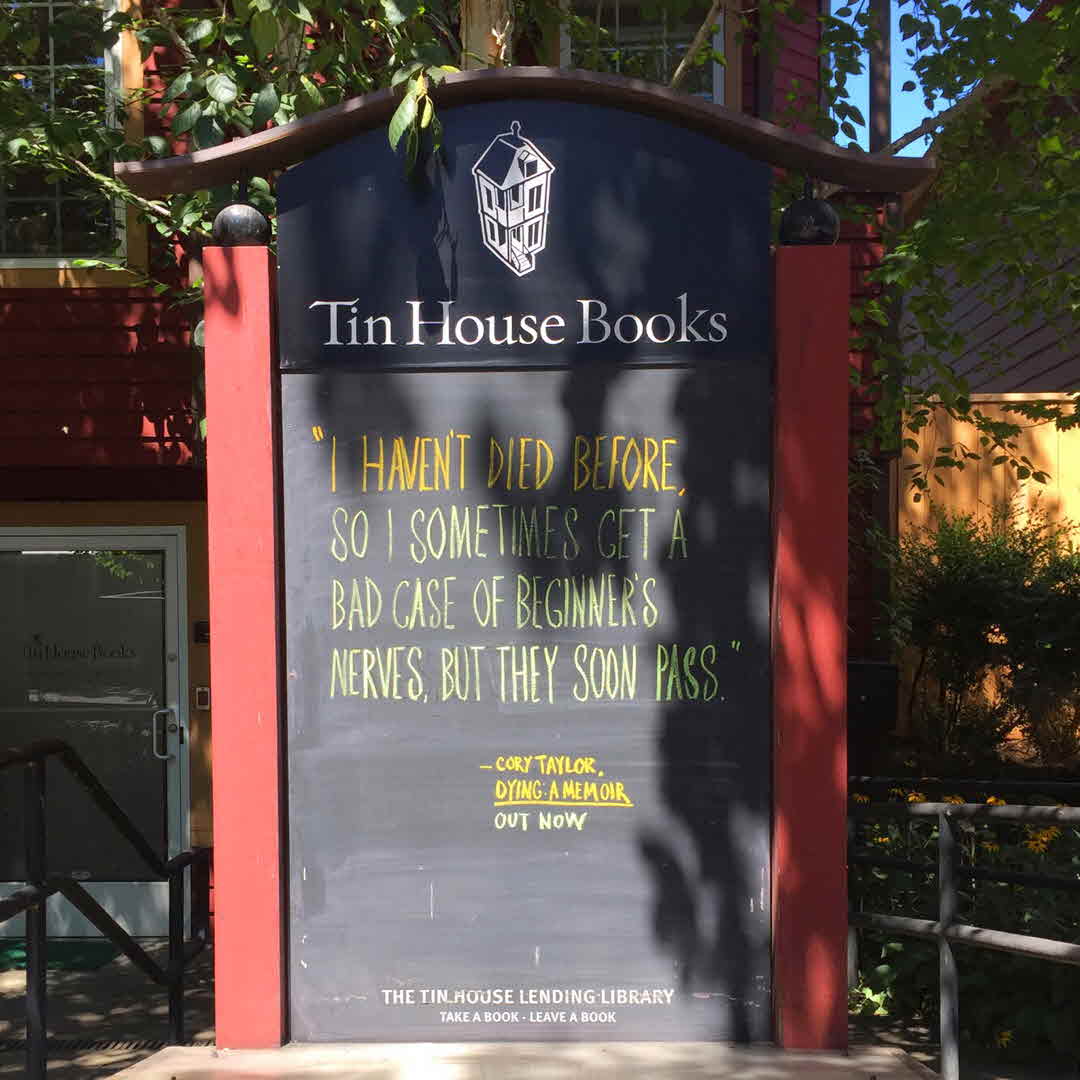 Tin House Books
"I HAVEN'T DIED BEFORE,
SO I SOMETIMES GET A
BAD CASE OF BEGINNER'S
NERVES, BUT THEY SOON PASS."
– CORY TAYLOR,
DYING: A MEMOIR
OUT NOW
THE TIN HOUSE LENDING LIBRARY
TAKE A BOOK - LEAVE A BOOK
Tin House Books